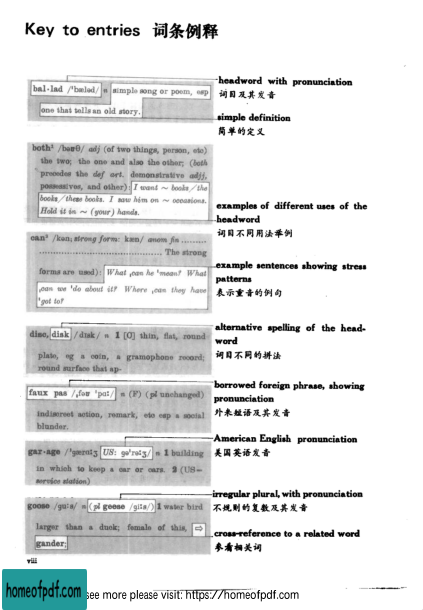 Key to entries 词条例释
bal·lad /ˈbæləd/ n simple song or poem, esp
one that tells an old story.
headword with pronunciation
词目及其发音
simple definition
简单的定义
both¹ /bəʊθ/ adj (of two things, person, etc)
the two; the one and also the other; (both
precedes the def art. demonstrative adjj,
possessives, and other): I want ~ books/the
books/these books. I saw him on ~ occasions.
Hold it in ~ (your) hands.
examples of different uses of the
headword
词目不同用法举例
can² /kən; strong form: kæn/ anom fin .........
........................................ The strong
forms are used): What ˌcan he ˈmean? What
ˌcan we ˈdo about it? Where ˌcan they have
ˈgot to?
example sentences showing stress
patterns
表示重音的例句
disc, disk /dɪsk/ n 1 [C] thin, flat, round
plate, eg a coin, a gramophone record;
round surface that ap-
alternative spelling of the head-
word
词目不同的拼法
faux pas /ˌfəʊ ˈpɑː/ n (F) (pl unchanged)
indiscreet action, remark, etc esp a social
blunder.
borrowed foreign phrase, showing
pronunciation
外来短语及其发音
gar·age /ˈgærɑːʒ US: gəˈrɑːʒ/ n 1 building
in which to keep a car or cars. 2 (US=
service station)
American English pronunciation
美国英语发音
goose /guːs/ n (pl geese /giːs/) 1 water bird
larger than a duck; female of this, ⇨
gander;
irregular plural, with pronunciation
不规则的复数及其发音
cross-reference to a related word
参看相关词
viii
homeofpdf.com
see more please visit: https://homeofpdf.com